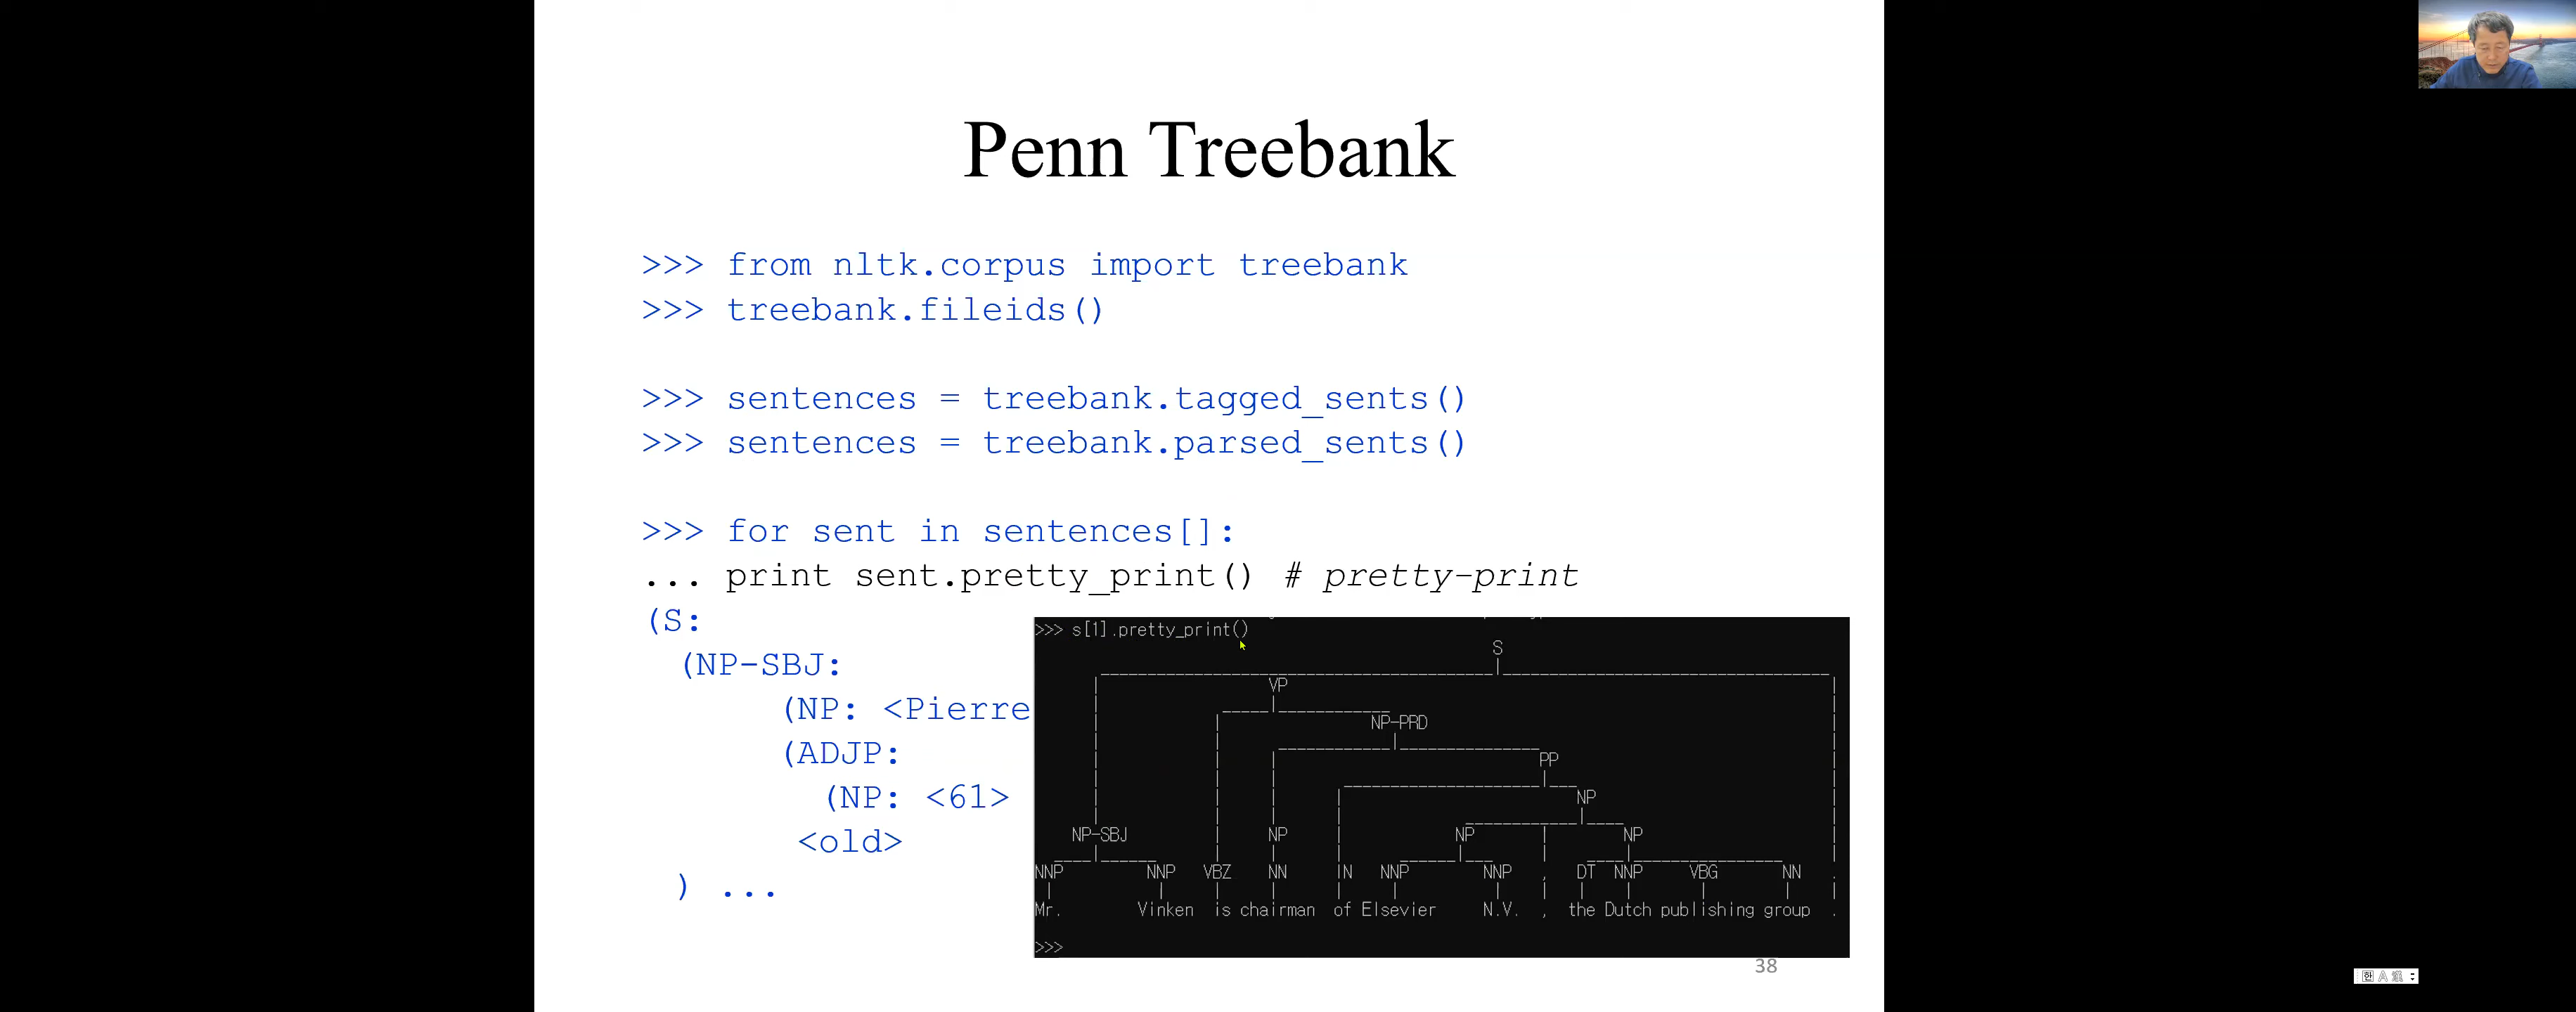 Penn Treebank
>>> from nltk.corpus import treebank
>>> treebank.fileids()
>>> sentences = treebank.tagged_sents()
>>> sentences = treebank.parsed_sents()
>>> for sent in sentences[]:
... print sent.pretty_print() # pretty-print
(S:
(NP-SBJ:
(NP: <Pierre
(ADJP:
(NP: <61>
<old>
) ...
>>> s[1].pretty_print()
S
VP
NP-PRD
PP
NP
NP-SBJ NP NP NP
NNP NNP VBZ NN IN NNP NNP , DT NNP VBG NN .
Mr. Vinken is chairman of Elsevier N.V. , the Dutch publishing group .
>>>
38
한 A 漢